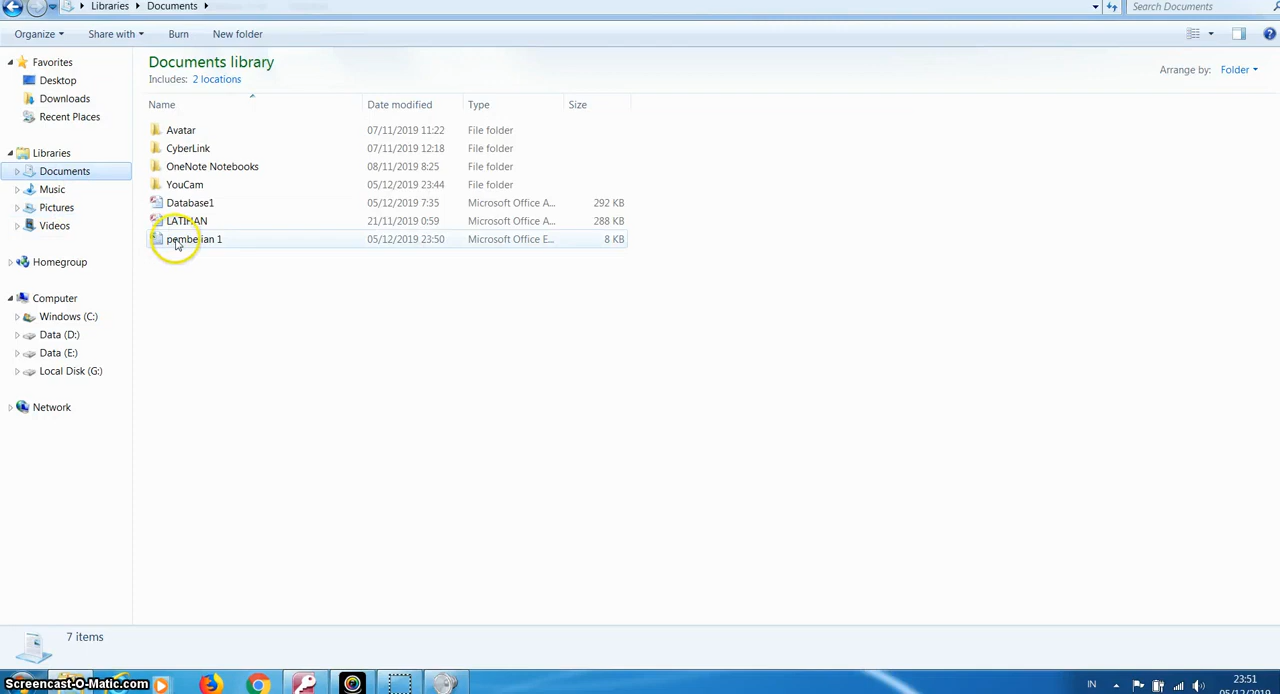 Libraries Documents Search Documents
Organize Share with Burn New folder
Documents library
Includes: 2 locations
Arrange by: Folder
Name Date modified Type Size
Avatar 07/11/2019 11:22 File folder
CyberLink 07/11/2019 12:18 File folder
OneNote Notebooks 08/11/2019 8:25 File folder
YouCam 05/12/2019 23:44 File folder
Database1 05/12/2019 7:35 Microsoft Office A... 292 KB
LATIHAN 21/11/2019 0:59 Microsoft Office A... 288 KB
pembelian 1 05/12/2019 23:50 Microsoft Office E... 8 KB
Favorites
Desktop
Downloads
Recent Places
Libraries
Documents
Music
Pictures
Videos
Homegroup
Computer
Windows (C:)
Data (D:)
Data (E:)
Local Disk (G:)
Network
7 items
Screencast-O-Matic.com
IN 23:51
05/12/2019